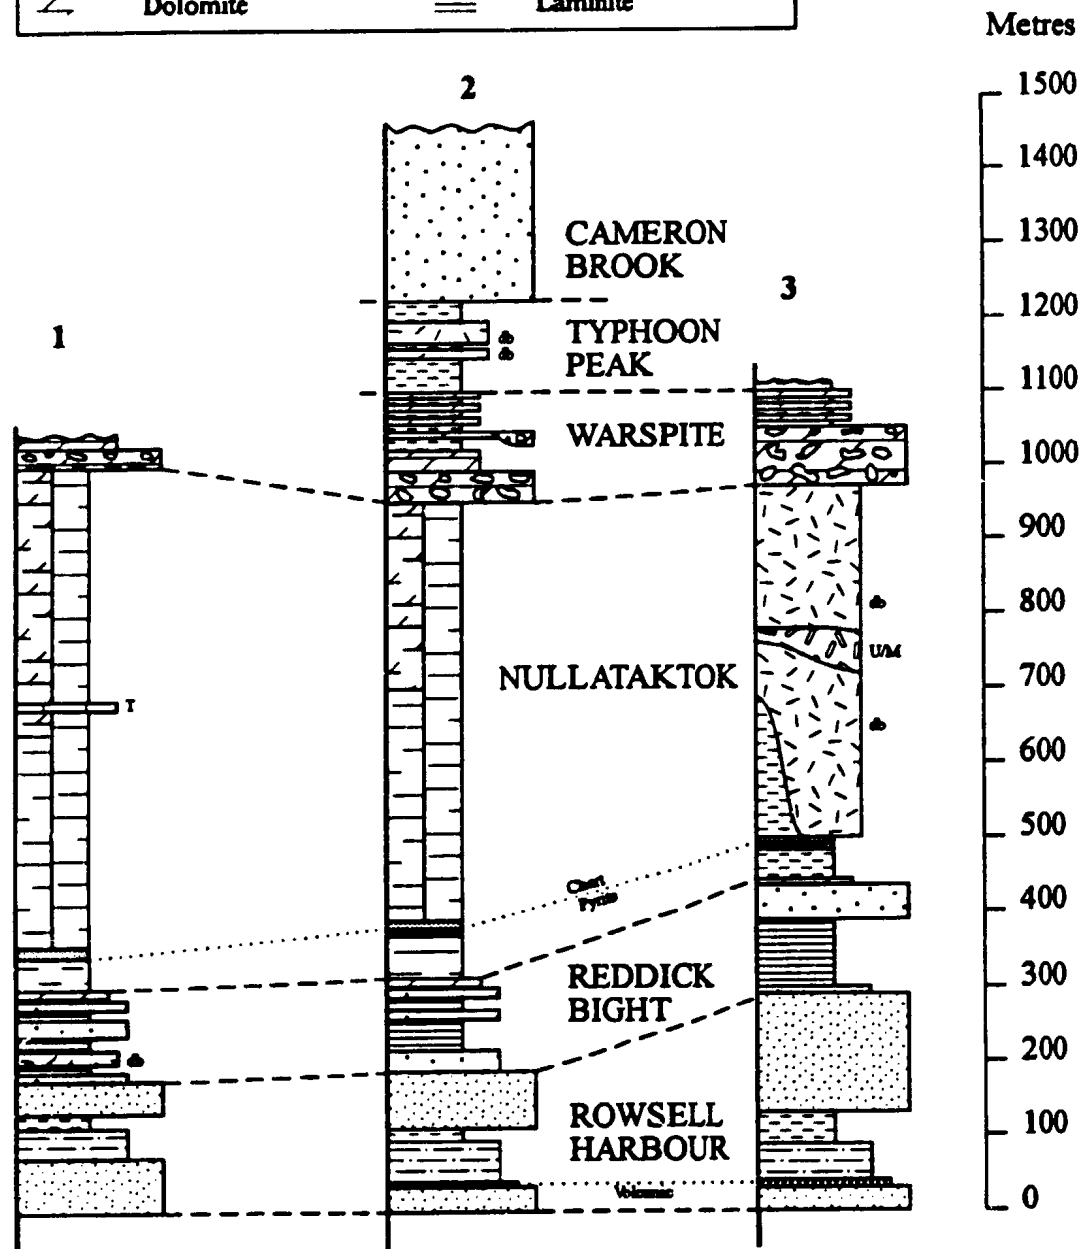 Dolomite Laminite
Metres
1500
2
1400
CAMERON
BROOK
1300
3
1200
1
TYPHOON
PEAK
1100
WARSPITE
1000
900
800
U/M
NULLATAKTOK
700
T
600
500
Chert
Pyrite
400
REDDICK
BIGHT
300
200
ROWSELL
HARBOUR
100
Volcanic
0